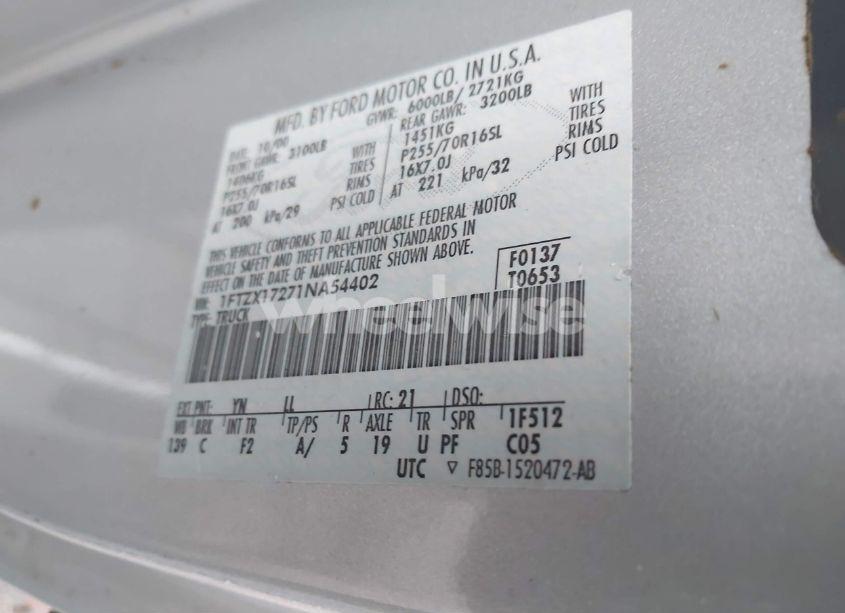 MFD. BY FORD MOTOR CO. IN U.S.A.
DATE: 10/00 GVWR: 6000LB/ 2721KG
FRONT GAWR: 3100LB REAR GAWR: 3200LB
1406KG WITH 1451KG WITH
P255/70R16SL TIRES P255/70R16SL TIRES
16X7.0J RIMS 16X7.0J RIMS
AT 200 kPa/29 PSI COLD AT 221 kPa/32 PSI COLD
THIS VEHICLE CONFORMS TO ALL APPLICABLE FEDERAL MOTOR
VEHICLE SAFETY AND THEFT PREVENTION STANDARDS IN
EFFECT ON THE DATE OF MANUFACTURE SHOWN ABOVE.
VIN: 1FTZX17271NA54402 F0137
TYPE: TRUCK T0653
wheelwise
EXT PNT: YN LL RC: 21 DSO:
WB BRK INT TR TP/PS R AXLE TR SPR 1F512
139 C F2 A/ 5 19 U PF C05
UTC ▽ F85B-1520472-AB